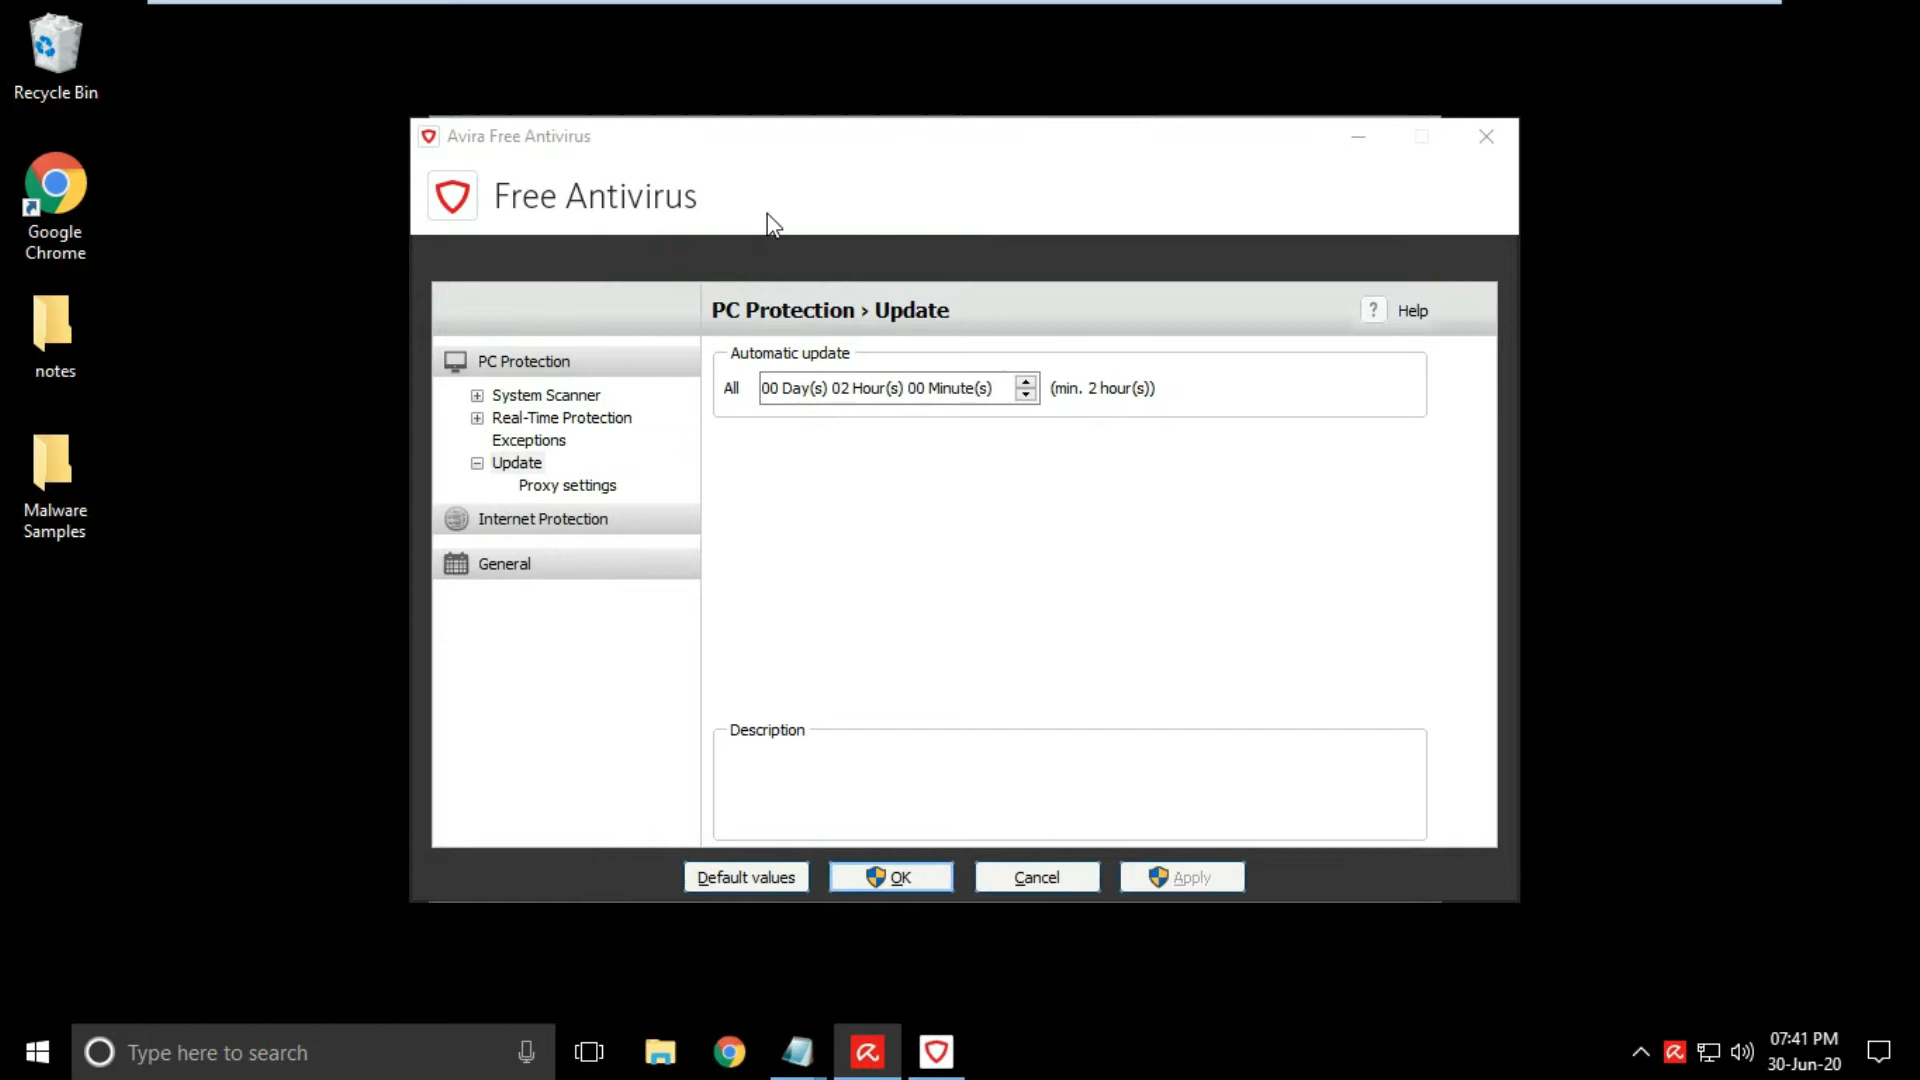 Recycle Bin
Google
Chrome
notes
Malware
Samples
Avira Free Antivirus
Free Antivirus
PC Protection › Update
? Help
PC Protection
System Scanner
Real-Time Protection
Exceptions
Update
Proxy settings
Internet Protection
General
Automatic update
All 00 Day(s) 02 Hour(s) 00 Minute(s) (min. 2 hour(s))
Description
Default values
OK
Cancel
Apply
Type here to search
07:41 PM
30-Jun-20